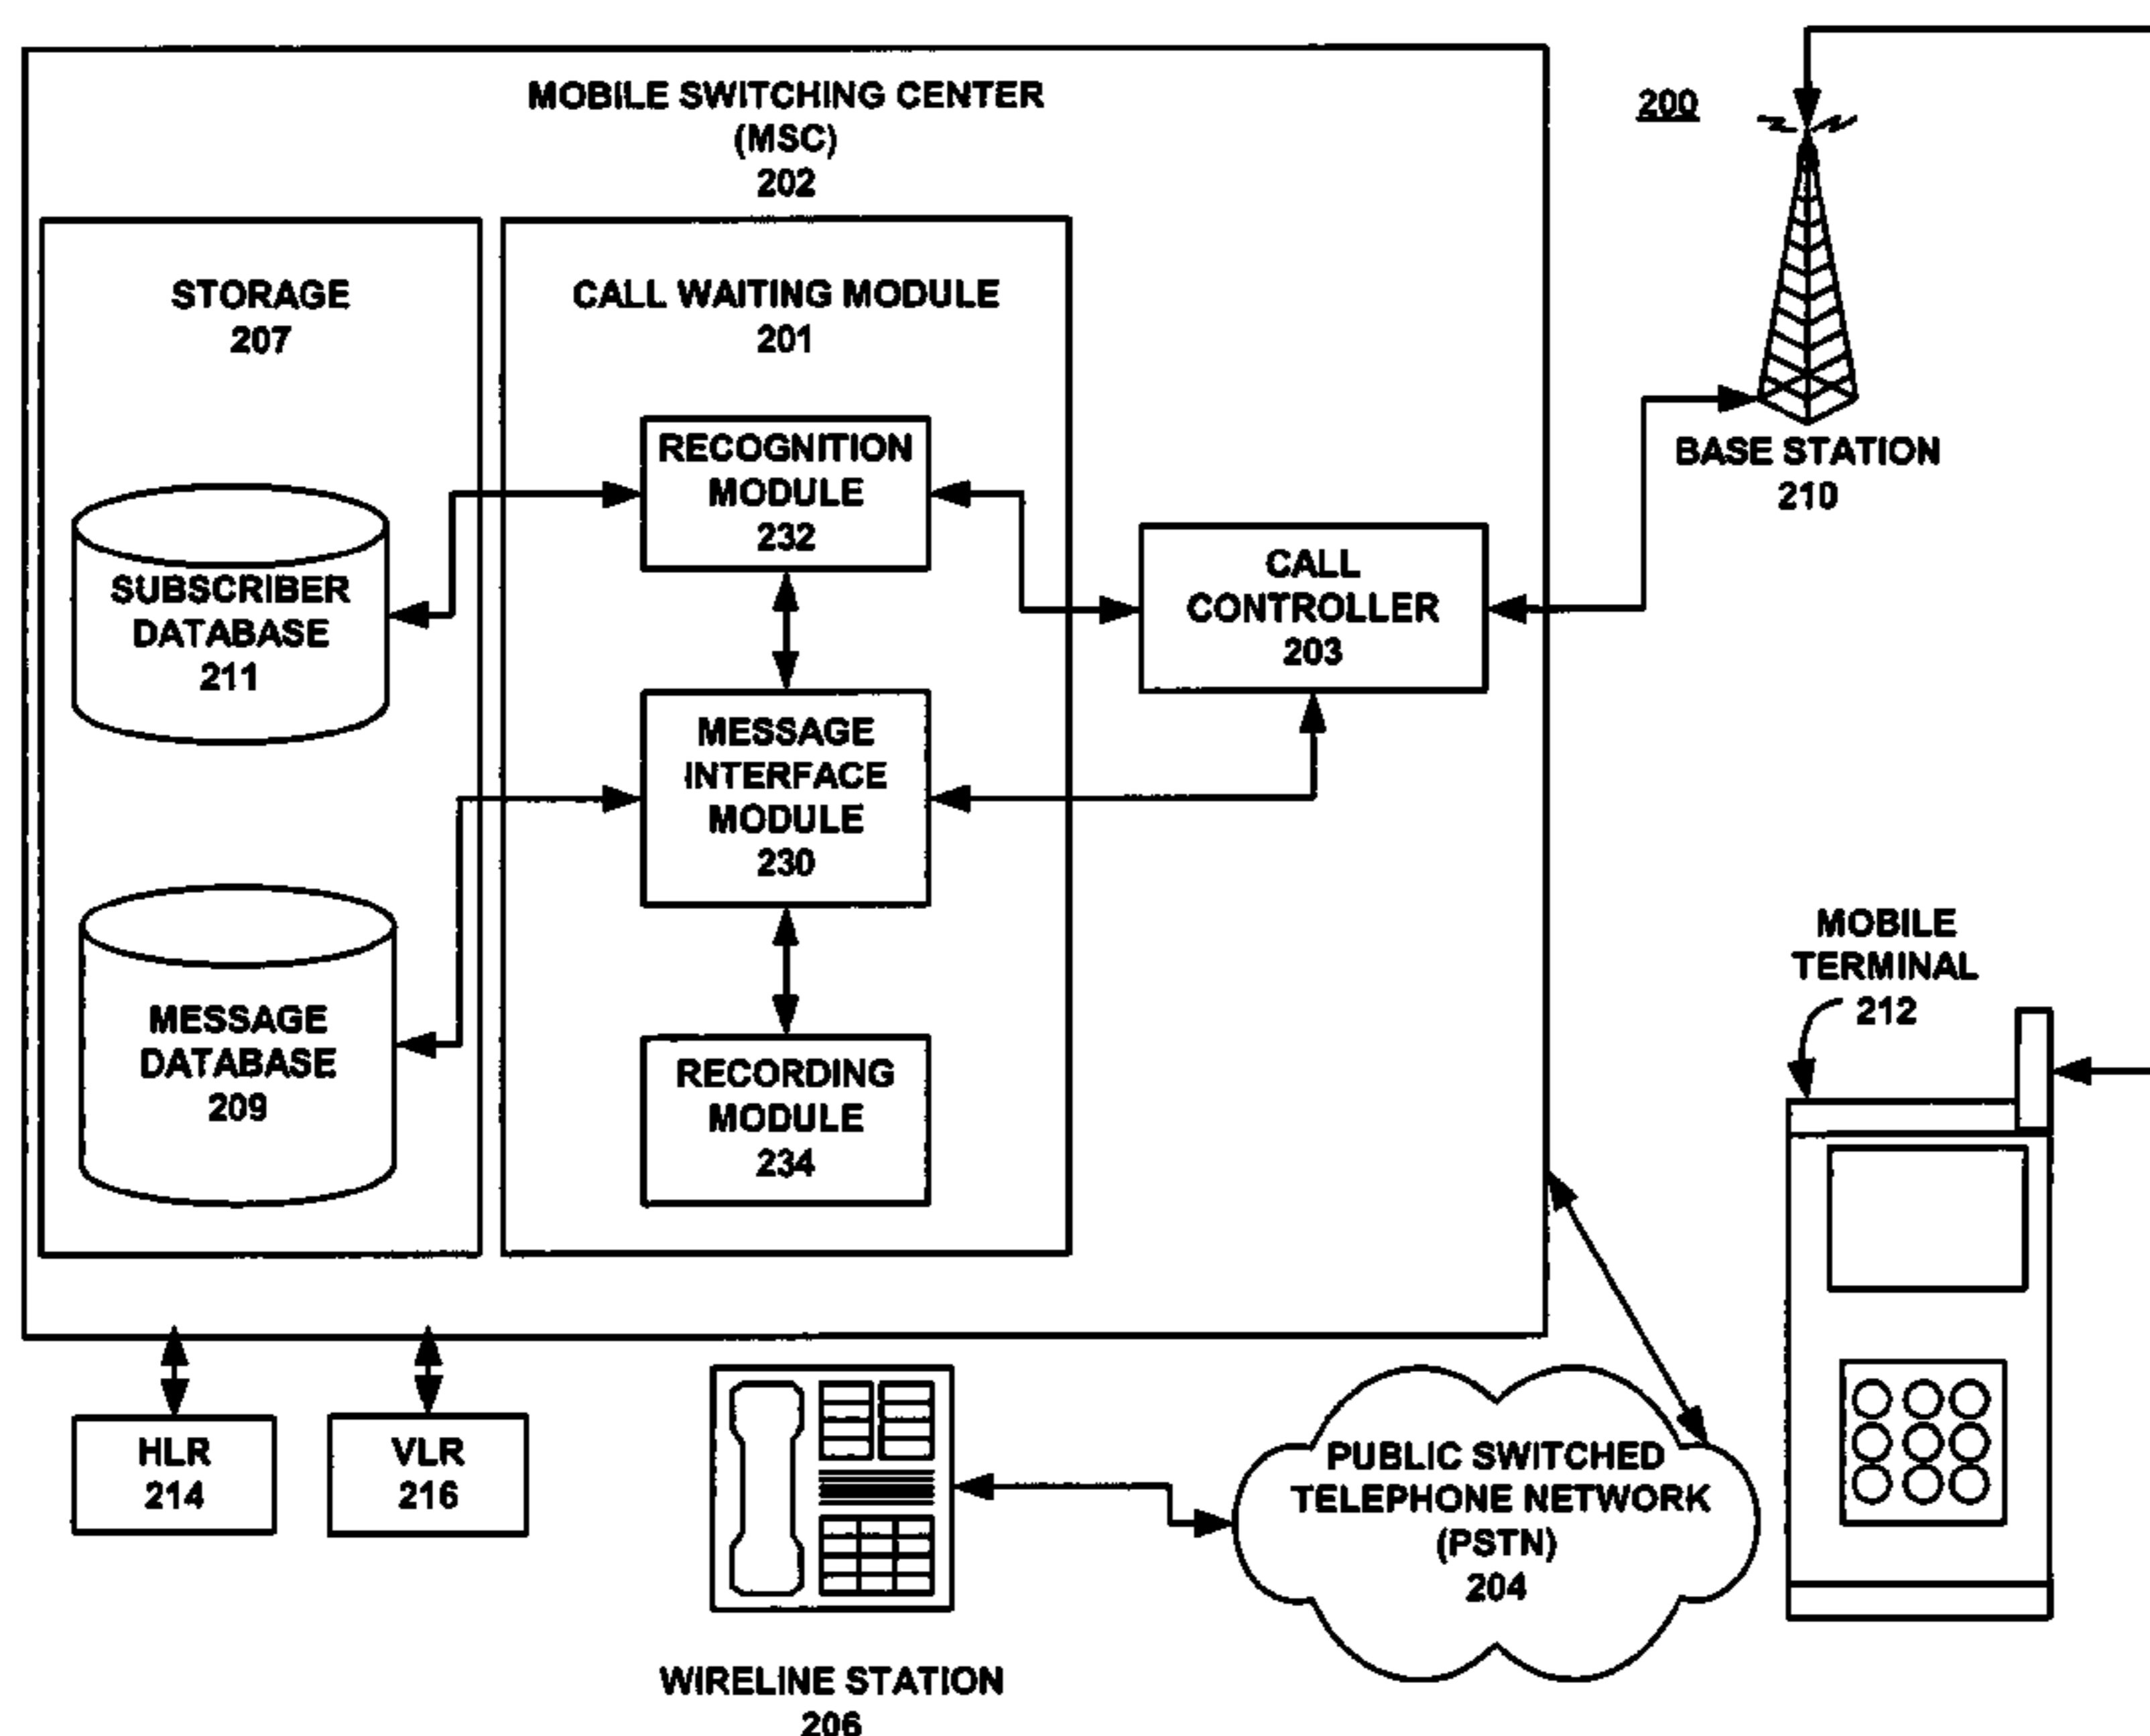 MOBILE SWITCHING CENTER
(MSC)
202
200
STORAGE
207
CALL WAITING MODULE
201
RECOGNITION
MODULE
232
SUBSCRIBER
DATABASE
211
CALL
CONTROLLER
203
BASE STATION
210
MESSAGE
INTERFACE
MODULE
230
MESSAGE
DATABASE
209
RECORDING
MODULE
234
MOBILE
TERMINAL
212
HLR
214
VLR
216
PUBLIC SWITCHED
TELEPHONE NETWORK
(PSTN)
204
WIRELINE STATION
206